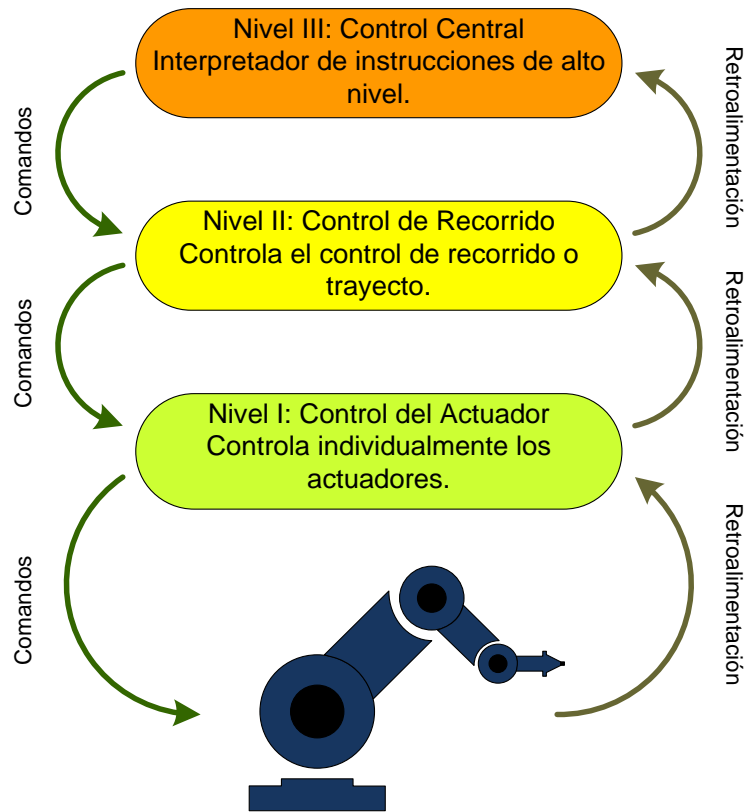 Nivel III: Control Central
Interpretador de instrucciones de alto
nivel.
Comandos
Retroalimentación
Nivel II: Control de Recorrido
Controla el control de recorrido o
trayecto.
Comandos
Retroalimentación
Nivel I: Control del Actuador
Controla individualmente los
actuadores.
Comandos
Retroalimentación